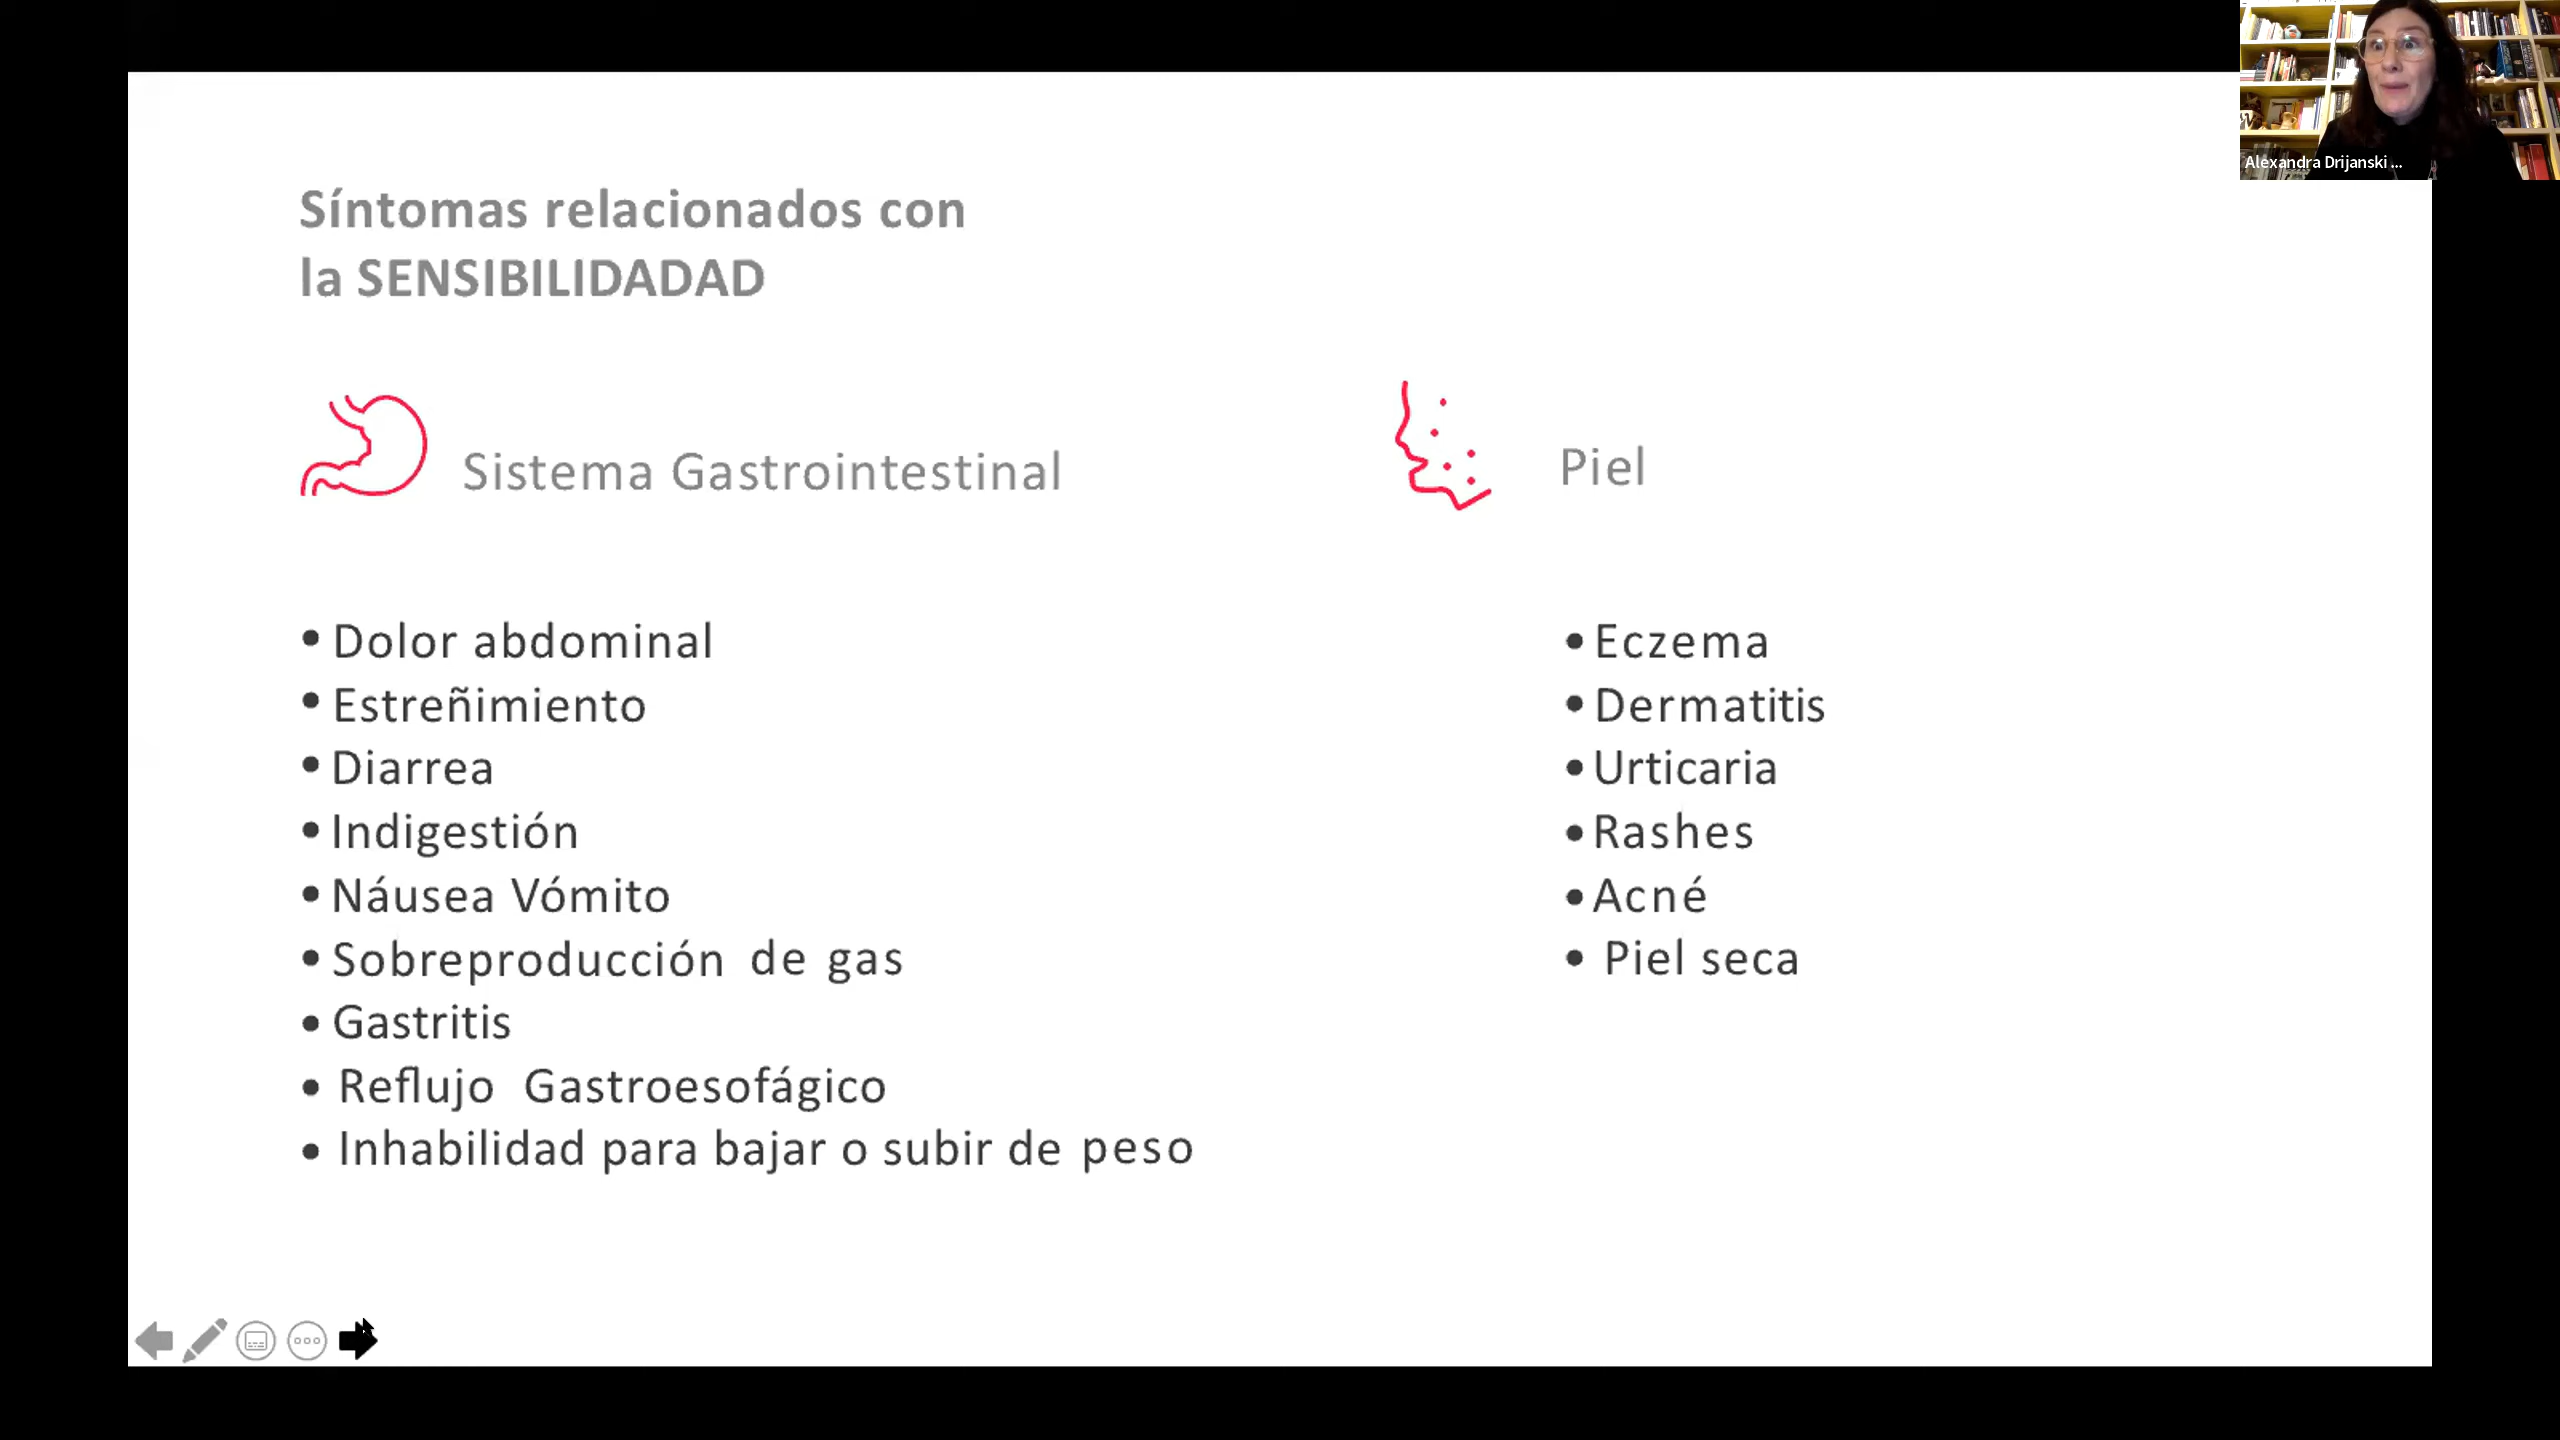 Alexandra Drijanski ...
Síntomas relacionados con
la SENSIBILIDADAD
Sistema Gastrointestinal
• Dolor abdominal
• Estreñimiento
• Diarrea
• Indigestión
• Náusea Vómito
• Sobreproducción de gas
• Gastritis
• Reflujo Gastroesofágico
• Inhabilidad para bajar o subir de peso
Piel
• Eczema
• Dermatitis
• Urticaria
• Rashes
• Acné
• Piel seca